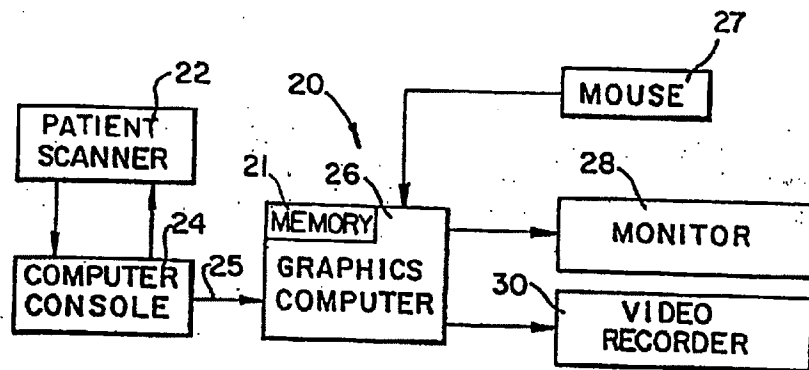 27
22
MOUSE
20
PATIENT
SCANNER
21
26
28
24
MEMORY
MONITOR
COMPUTER
CONSOLE
25
GRAPHICS
COMPUTER
30
VIDEO
RECORDER